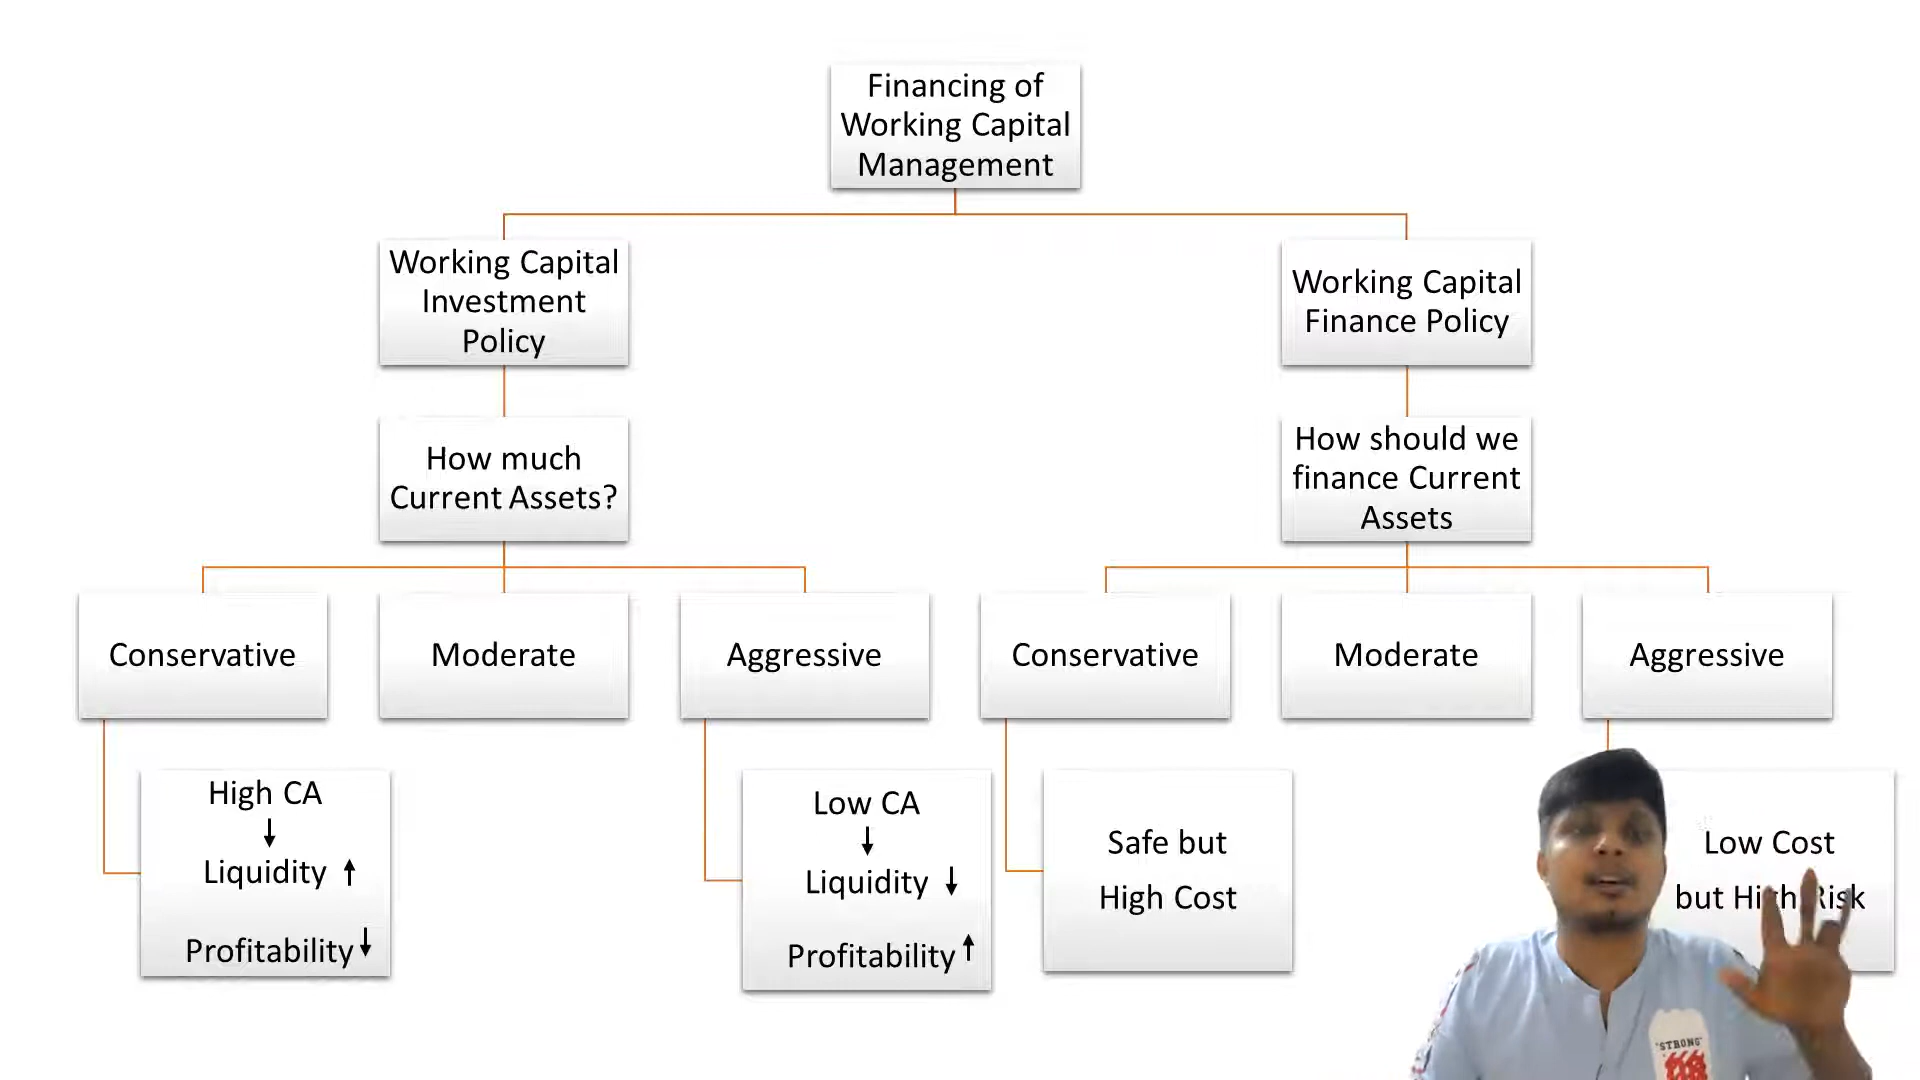 Financing of
Working Capital
Management
Working Capital
Investment
Policy
Working Capital
Finance Policy
How much
Current Assets?
How should we
finance Current
Assets
Conservative
Moderate
Aggressive
Conservative
Moderate
Aggressive
High CA
↓
Liquidity ↑
Profitability ↓
Low CA
↓
Liquidity ↓
Profitability ↑
Safe but
High Cost
Low Cost
but High Risk
"STRONG"